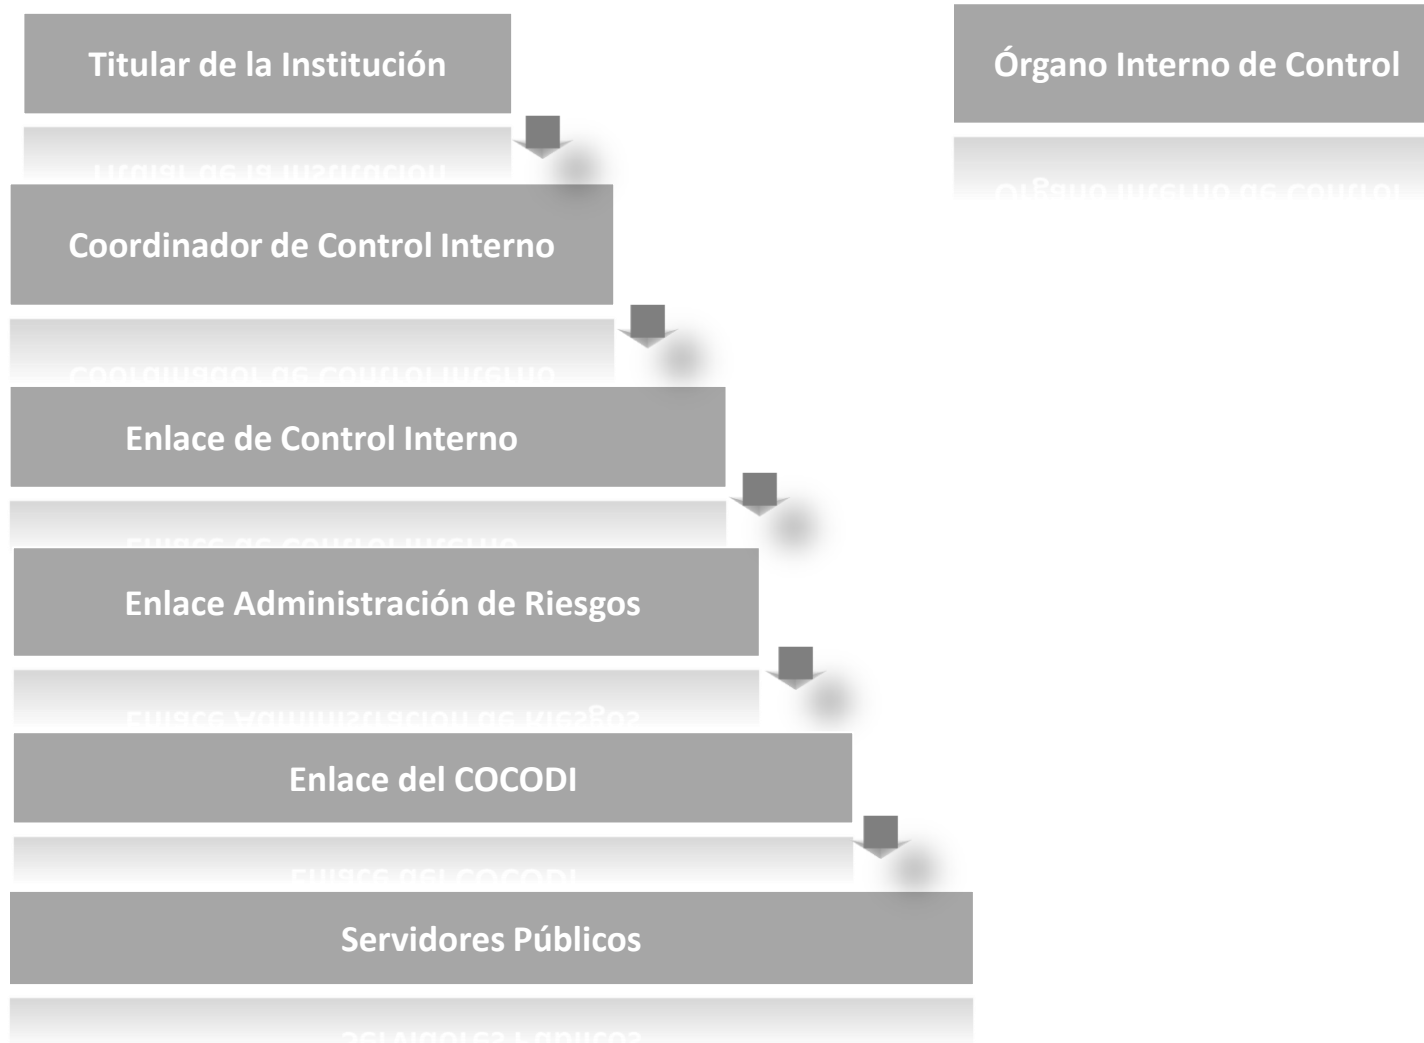 Titular de la Institución
Órgano Interno de Control
Coordinador de Control Interno
Enlace de Control Interno
Enlace Administración de Riesgos
Enlace del COCODI
Servidores Públicos